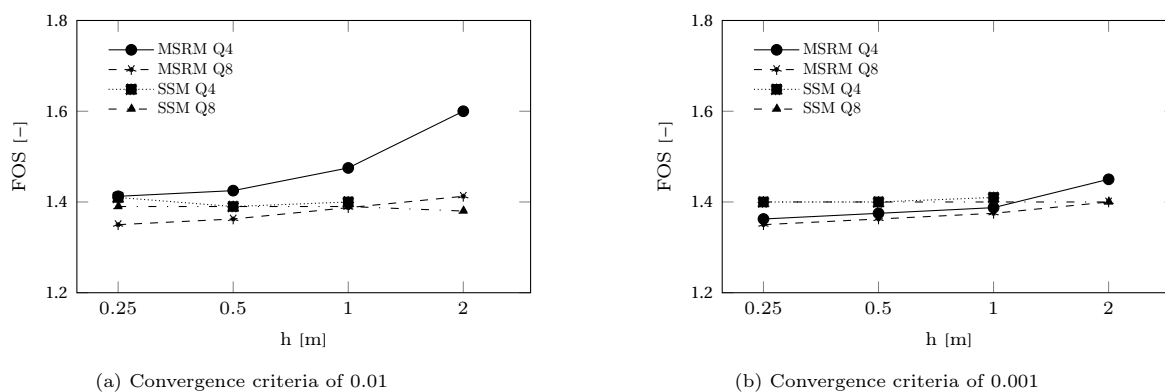 1.8
1.6
1.4
1.2
FOS [−]
MSRM Q4
MSRM Q8
SSM Q4
SSM Q8
0.25 0.5 1 2
h [m]
(a) Convergence criteria of 0.01
1.8
1.6
1.4
1.2
FOS [−]
MSRM Q4
MSRM Q8
SSM Q4
SSM Q8
0.25 0.5 1 2
h [m]
(b) Convergence criteria of 0.001